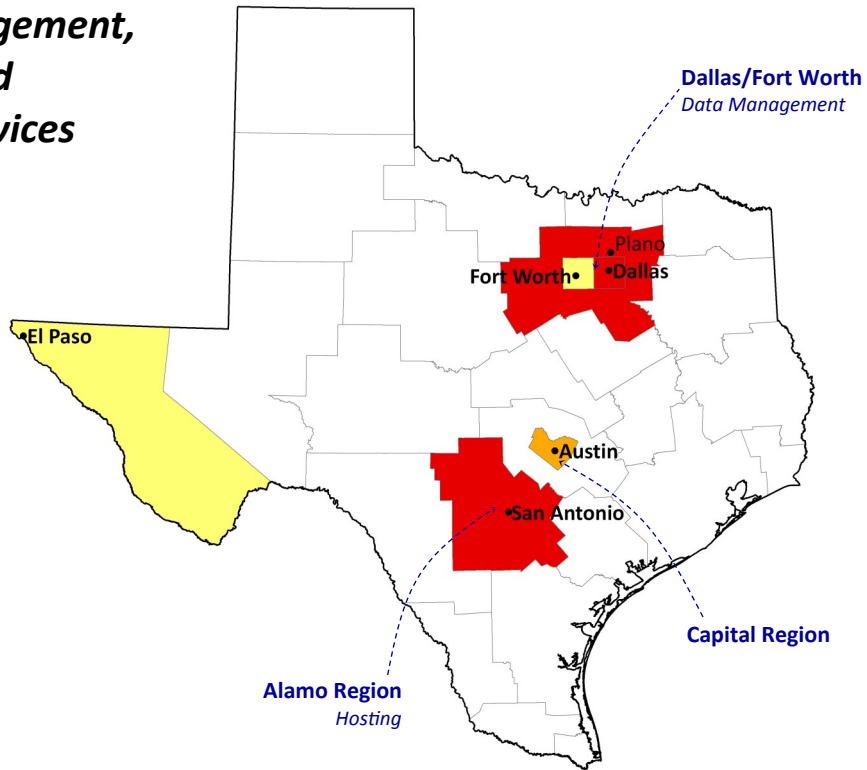 gement,
d
vices
Dallas/Fort Worth
Data Management
Plano
Fort Worth
Dallas
El Paso
Austin
San Antonio
Capital Region
Alamo Region
Hosting